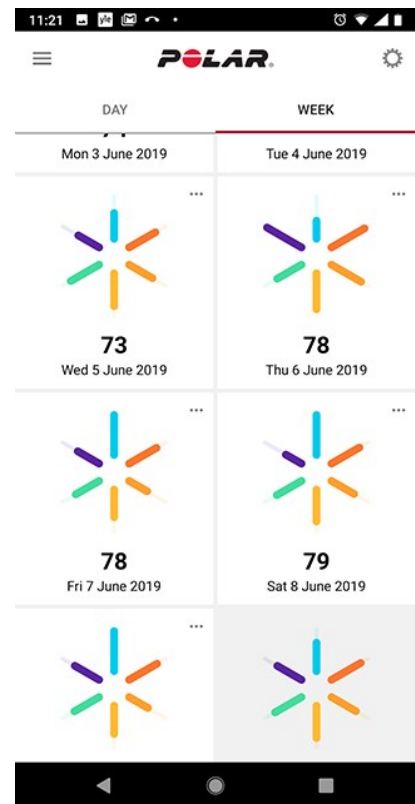 11:21 yle
POLAR
DAY WEEK
Mon 3 June 2019 Tue 4 June 2019
73 78
Wed 5 June 2019 Thu 6 June 2019
78 79
Fri 7 June 2019 Sat 8 June 2019